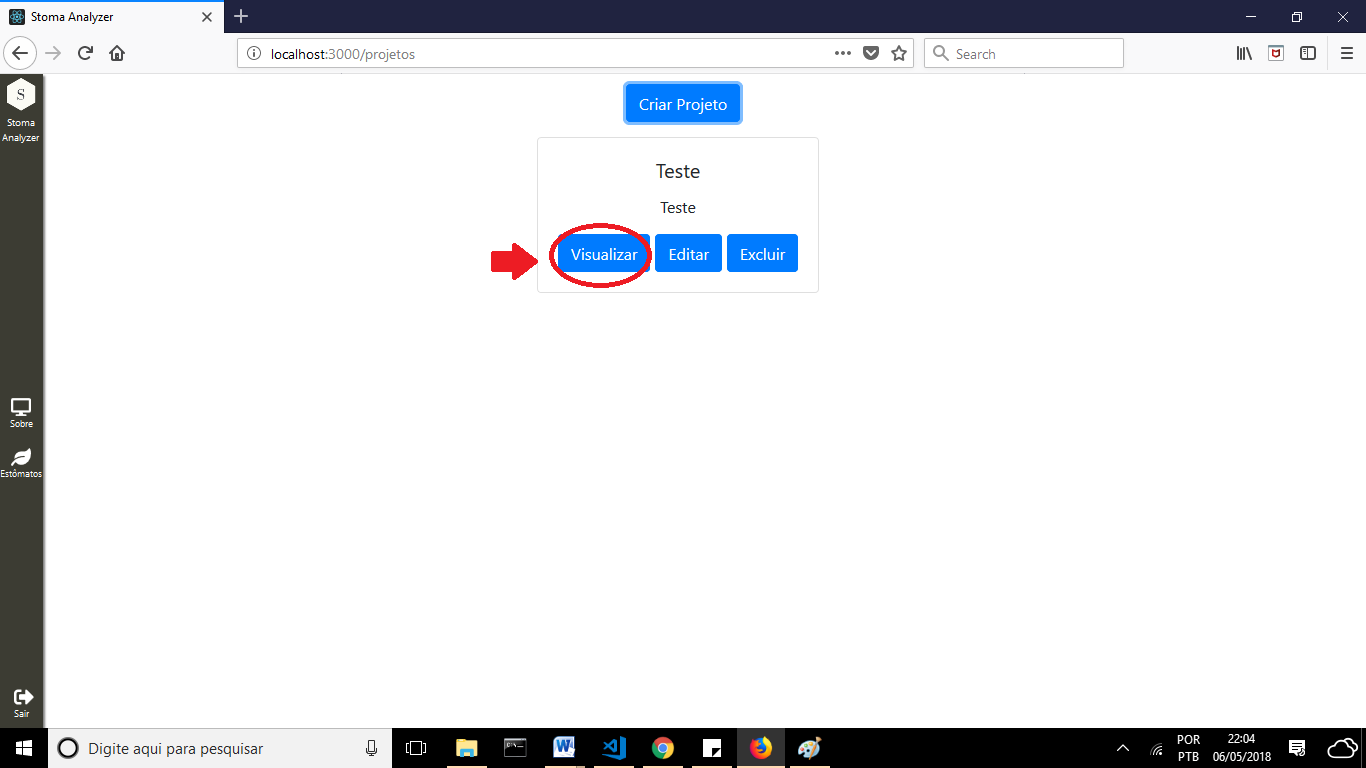 Stoma Analyzer
localhost:3000/projetos
Search
S
Stoma
Analyzer
Criar Projeto
Teste
Teste
Visualizar
Editar
Excluir
Sobre
Estômatos
Sair
Digite aqui para pesquisar
POR
PTB
22:04
06/05/2018